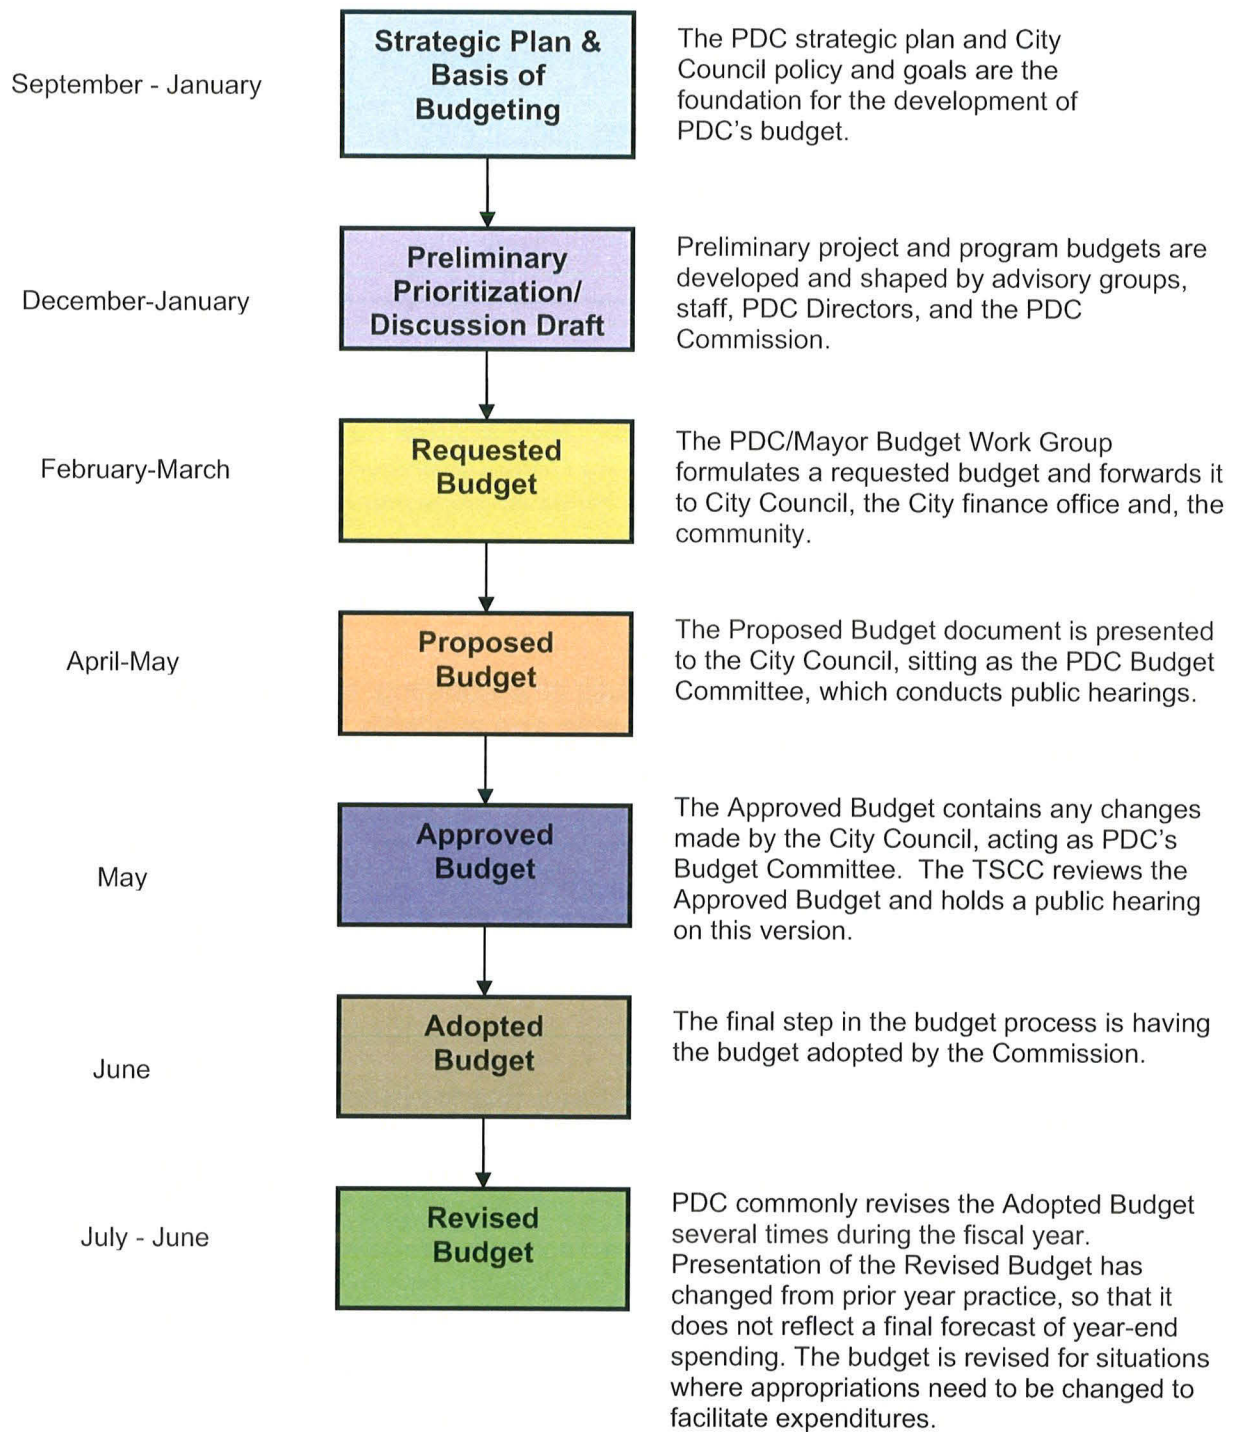 September - January
Strategic Plan &
Basis of
Budgeting
The PDC strategic plan and City
Council policy and goals are the
foundation for the development of
PDC's budget.
December-January
Preliminary
Prioritization/
Discussion Draft
Preliminary project and program budgets are
developed and shaped by advisory groups,
staff, PDC Directors, and the PDC
Commission.
February-March
Requested
Budget
The PDC/Mayor Budget Work Group
formulates a requested budget and forwards it
to City Council, the City finance office and, the
community.
April-May
Proposed
Budget
The Proposed Budget document is presented
to the City Council, sitting as the PDC Budget
Committee, which conducts public hearings.
May
Approved
Budget
The Approved Budget contains any changes
made by the City Council, acting as PDC's
Budget Committee.  The TSCC reviews the
Approved Budget and holds a public hearing
on this version.
June
Adopted
Budget
The final step in the budget process is having
the budget adopted by the Commission.
July - June
Revised
Budget
PDC commonly revises the Adopted Budget
several times during the fiscal year.
Presentation of the Revised Budget has
changed from prior year practice, so that it
does not reflect a final forecast of year-end
spending. The budget is revised for situations
where appropriations need to be changed to
facilitate expenditures.